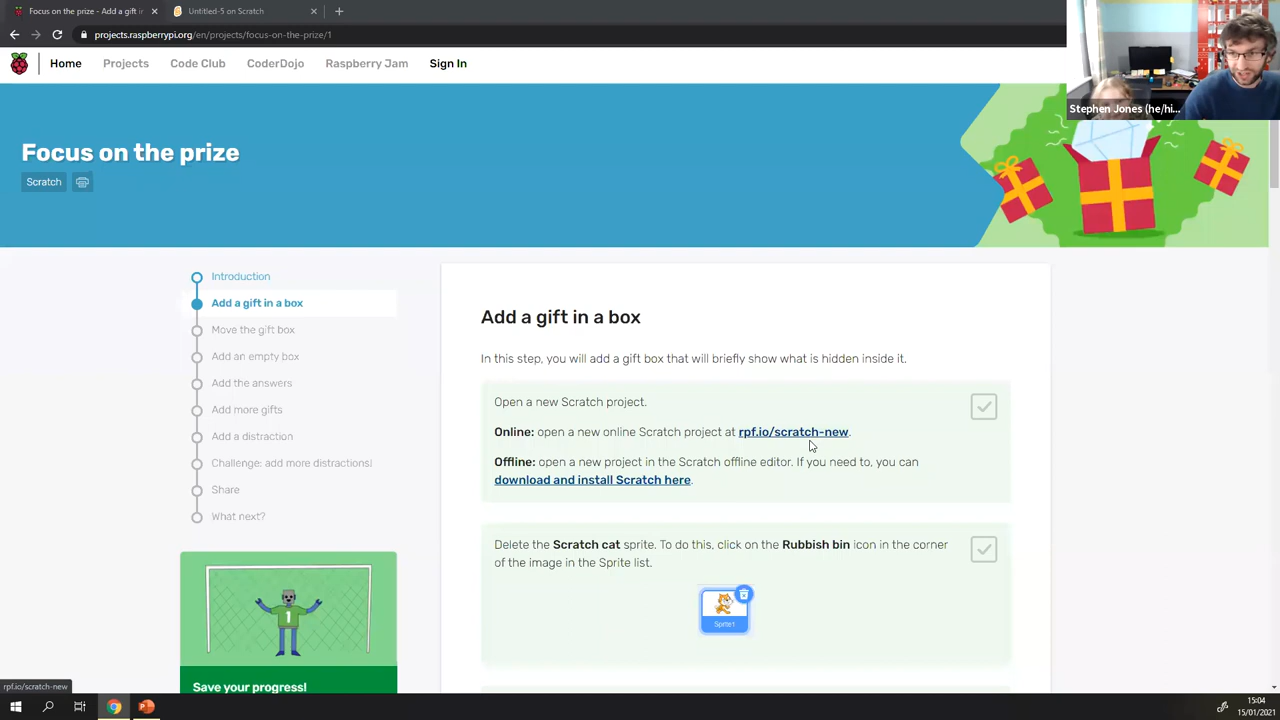 Focus on the prize - Add a gift in
Untitled-5 on Scratch
projects.raspberrypi.org/en/projects/focus-on-the-prize/1
Home Projects Code Club CoderDojo Raspberry Jam Sign In
Stephen Jones (he/hi...
Focus on the prize
Scratch
Introduction
Add a gift in a box
Move the gift box
Add an empty box
Add the answers
Add more gifts
Add a distraction
Challenge: add more distractions!
Share
What next?
1
Save your progress!
Add a gift in a box
In this step, you will add a gift box that will briefly show what is hidden inside it.
Open a new Scratch project.
Online: open a new online Scratch project at rpf.io/scratch-new.
Offline: open a new project in the Scratch offline editor. If you need to, you can
download and install Scratch here.
Delete the Scratch cat sprite. To do this, click on the Rubbish bin icon in the corner
of the image in the Sprite list.
Sprite1
rpf.io/scratch-new
15:04
15/01/2021